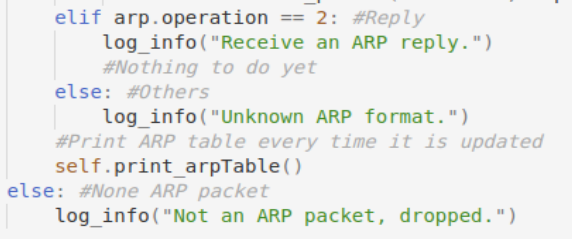 elif arp.operation == 2: #Reply
log_info("Receive an ARP reply.")
#Nothing to do yet
else: #Others
log_info("Unknown ARP format.")
#Print ARP table every time it is updated
self.print_arpTable()
else: #None ARP packet
log_info("Not an ARP packet, dropped.")